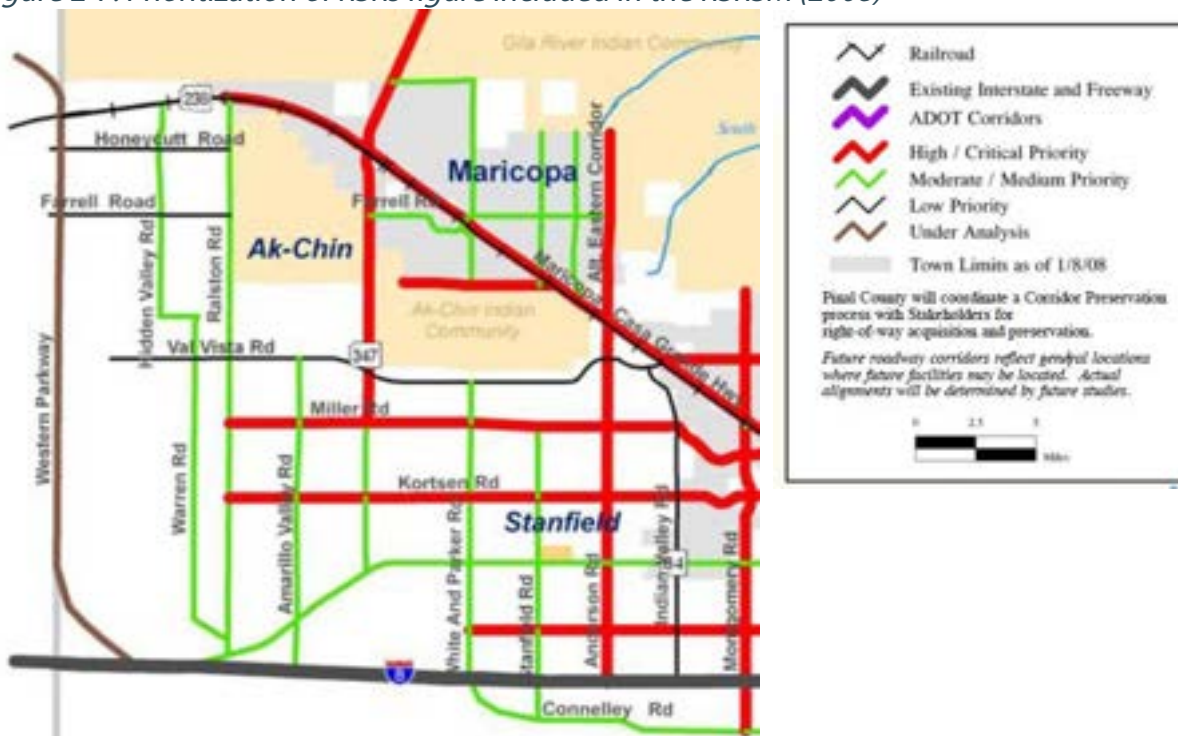 Gila River Indian Community
238
Honeycutt Road
Farrell Road
Farrell Rd
Maricopa
Alt. Eastern Corridor
South
Ak-Chin
Hidden Valley Rd
Ralston Rd
Ak-Chin Indian
Community
Maricopa - Casa Grande Hwy
Val Vista Rd
347
Western Parkway
Miller Rd
Warren Rd
Amarillo Valley Rd
Kortsen Rd
Stanfield
White And Parker Rd
Stanfield Rd
Anderson Rd
Indian Valley Rd
Montgomery Rd
8
Connelley Rd
Railroad
Existing Interstate and Freeway
ADOT Corridors
High / Critical Priority
Moderate / Medium Priority
Low Priority
Under Analysis
Town Limits as of 1/8/08
Pinal County will coordinate a Corridor Preservation
process with Stakeholders for
right-of-way acquisition and preservation.
Future roadway corridors reflect general locations
where future facilities may be located. Actual
alignments will be determined by future studies.
0 2.5 5
Miles